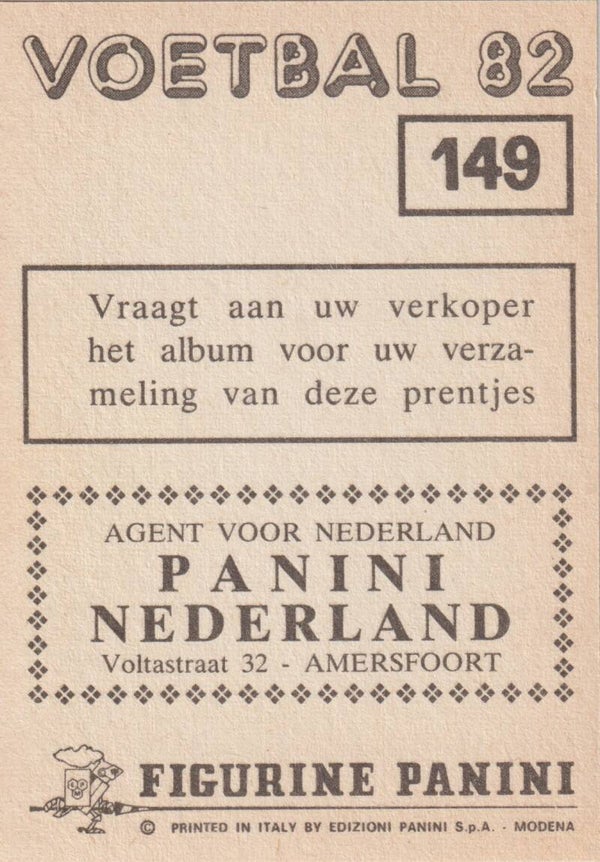 VOETBAL 82
149
Vraagt aan uw verkoper
het album voor uw verza-
meling van deze prentjes
AGENT VOOR NEDERLAND
PANINI
NEDERLAND
Voltastraat 32 - AMERSFOORT
FIGURINE PANINI
© PRINTED IN ITALY BY EDIZIONI PANINI S.p.A. - MODENA